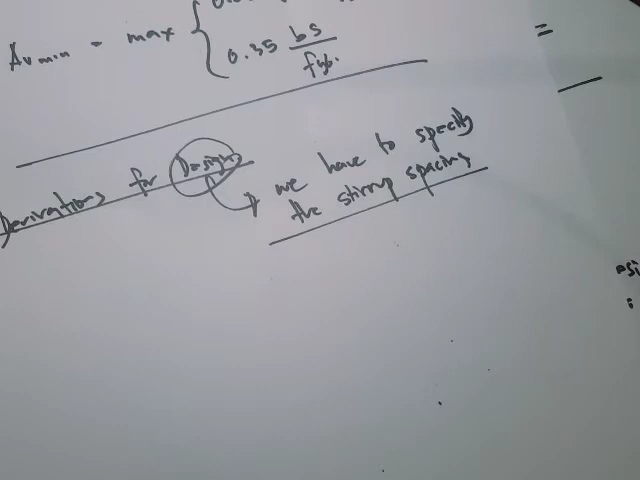 Av min = max { 0.35 bs / fyt.
Derivations for Design
we have to specify
the stirrup spacing